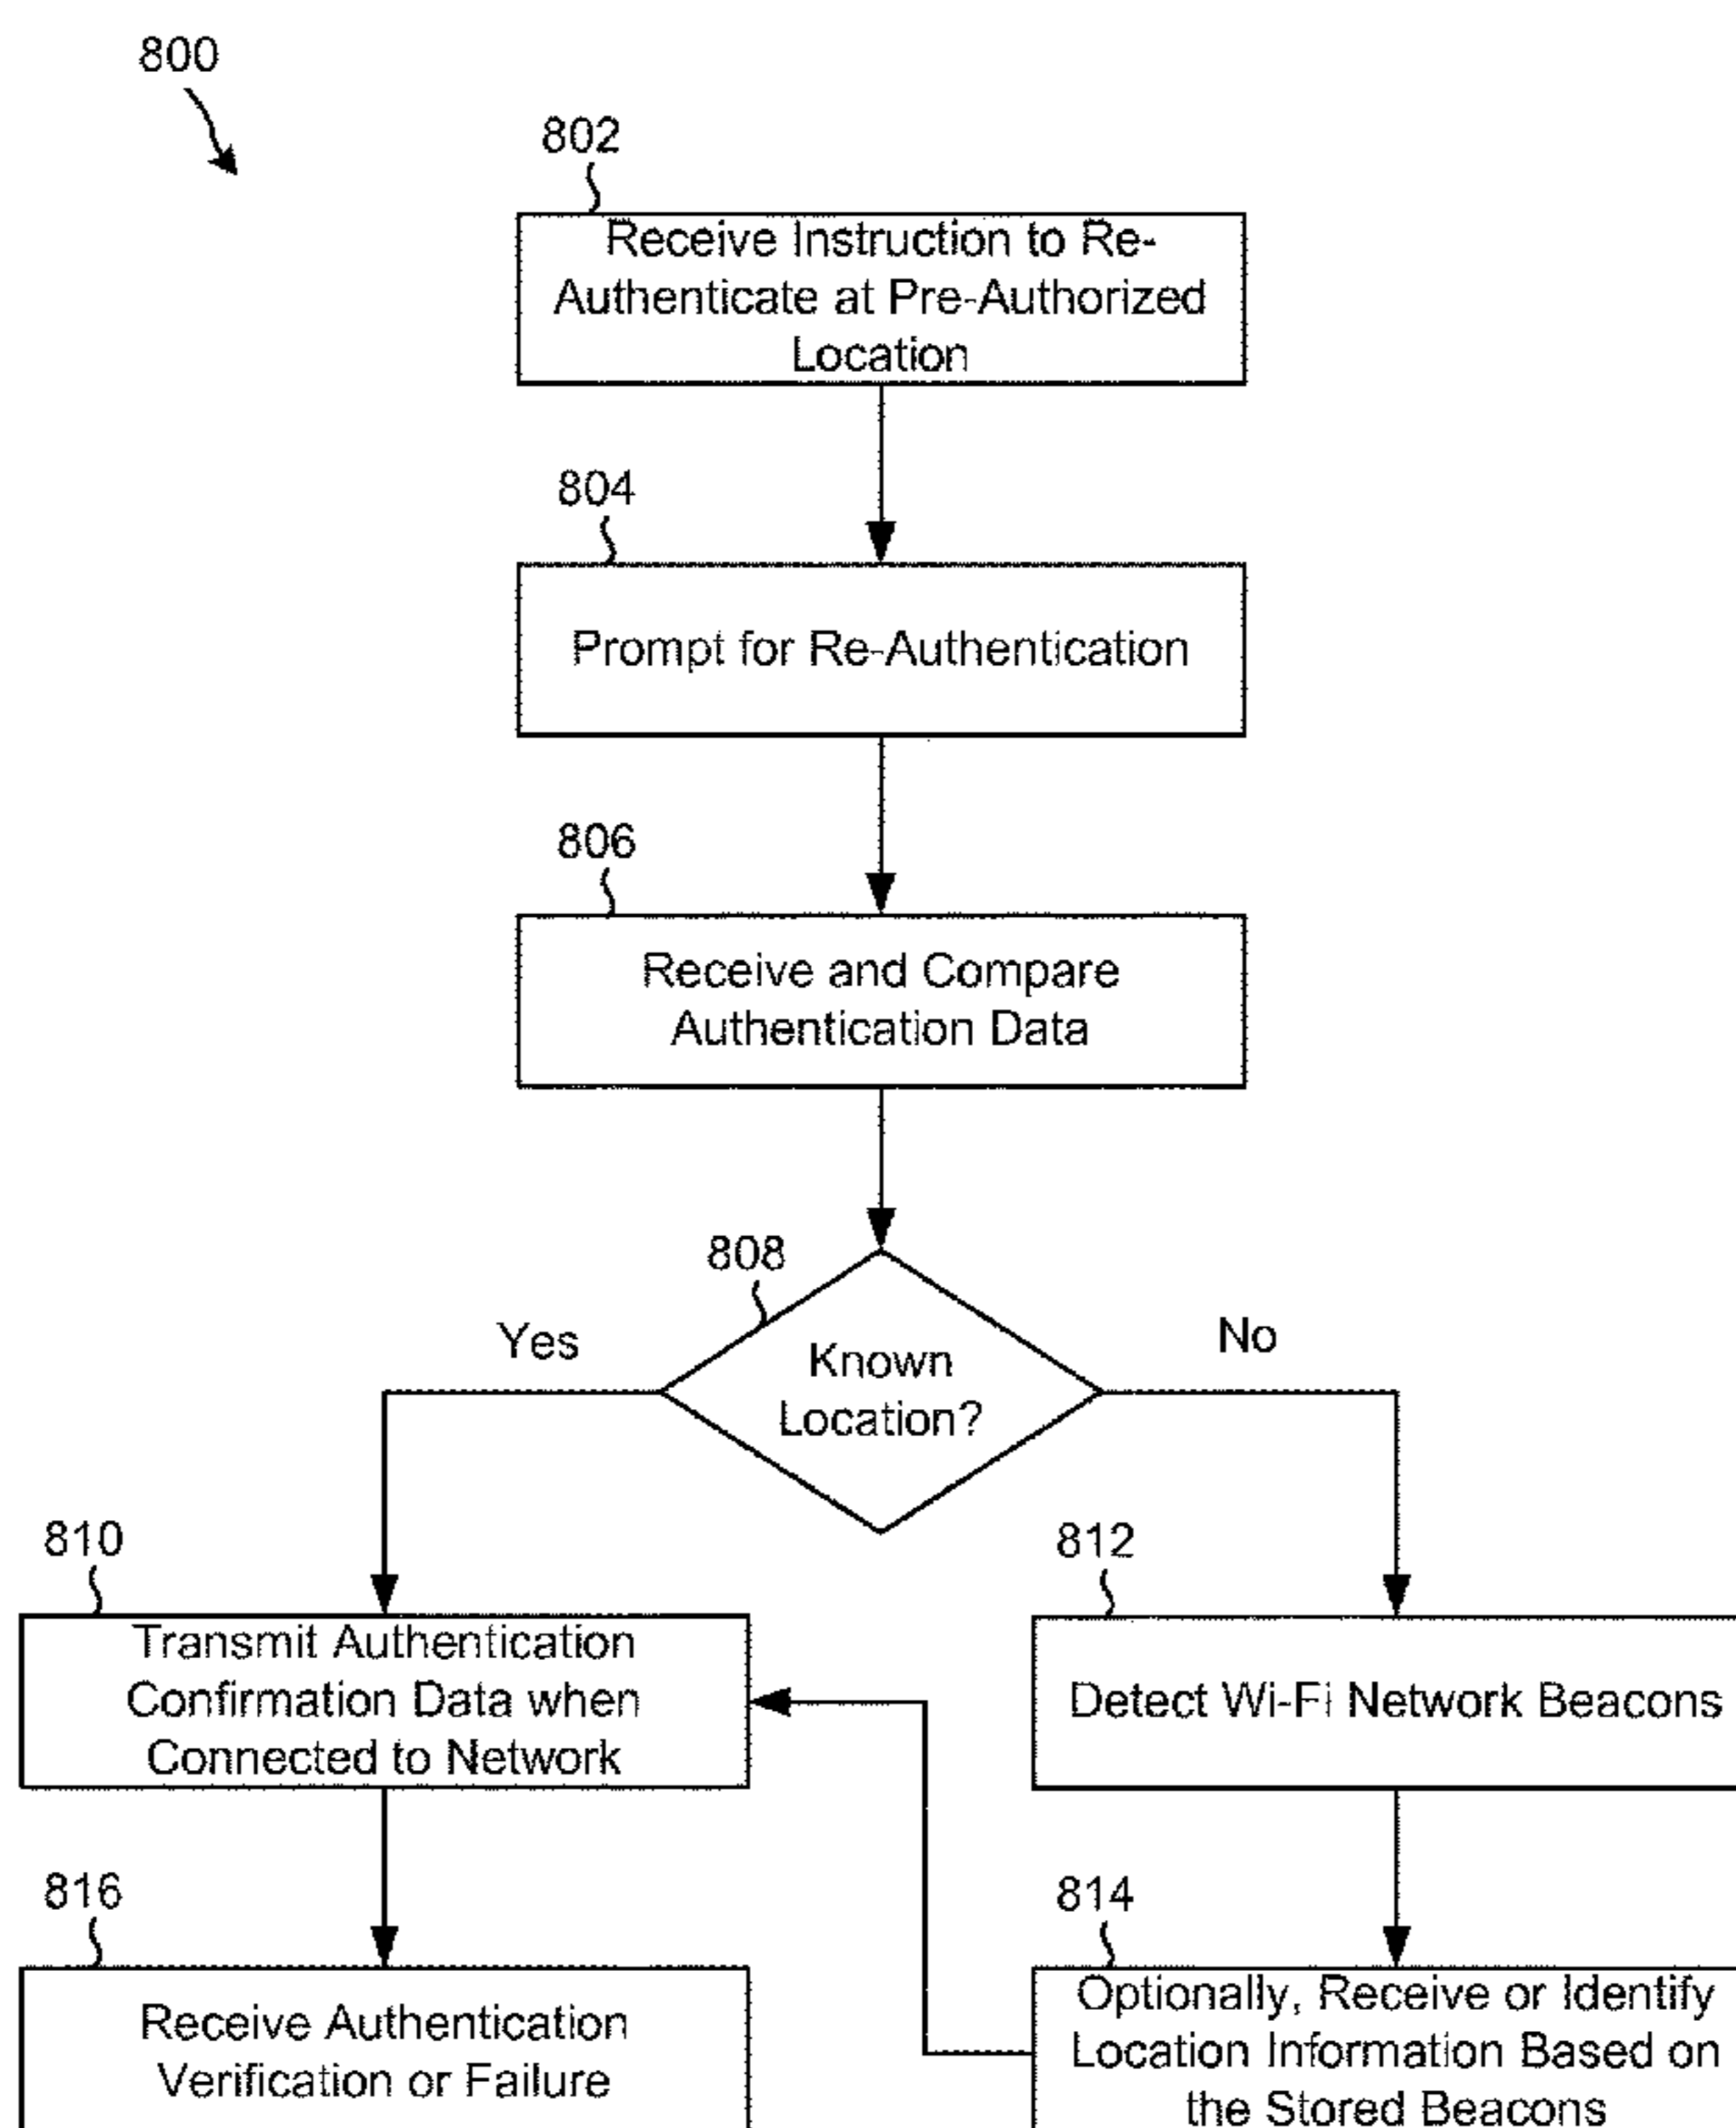 800
802
Receive Instruction to Re-
Authenticate at Pre-Authorized
Location
804
Prompt for Re-Authentication
806
Receive and Compare
Authentication Data
808
Known
Location?
Yes
No
810
Transmit Authentication
Confirmation Data when
Connected to Network
812
Detect Wi-Fi Network Beacons
816
Receive Authentication
Verification or Failure
814
Optionally, Receive or Identify
Location Information Based on
the Stored Beacons